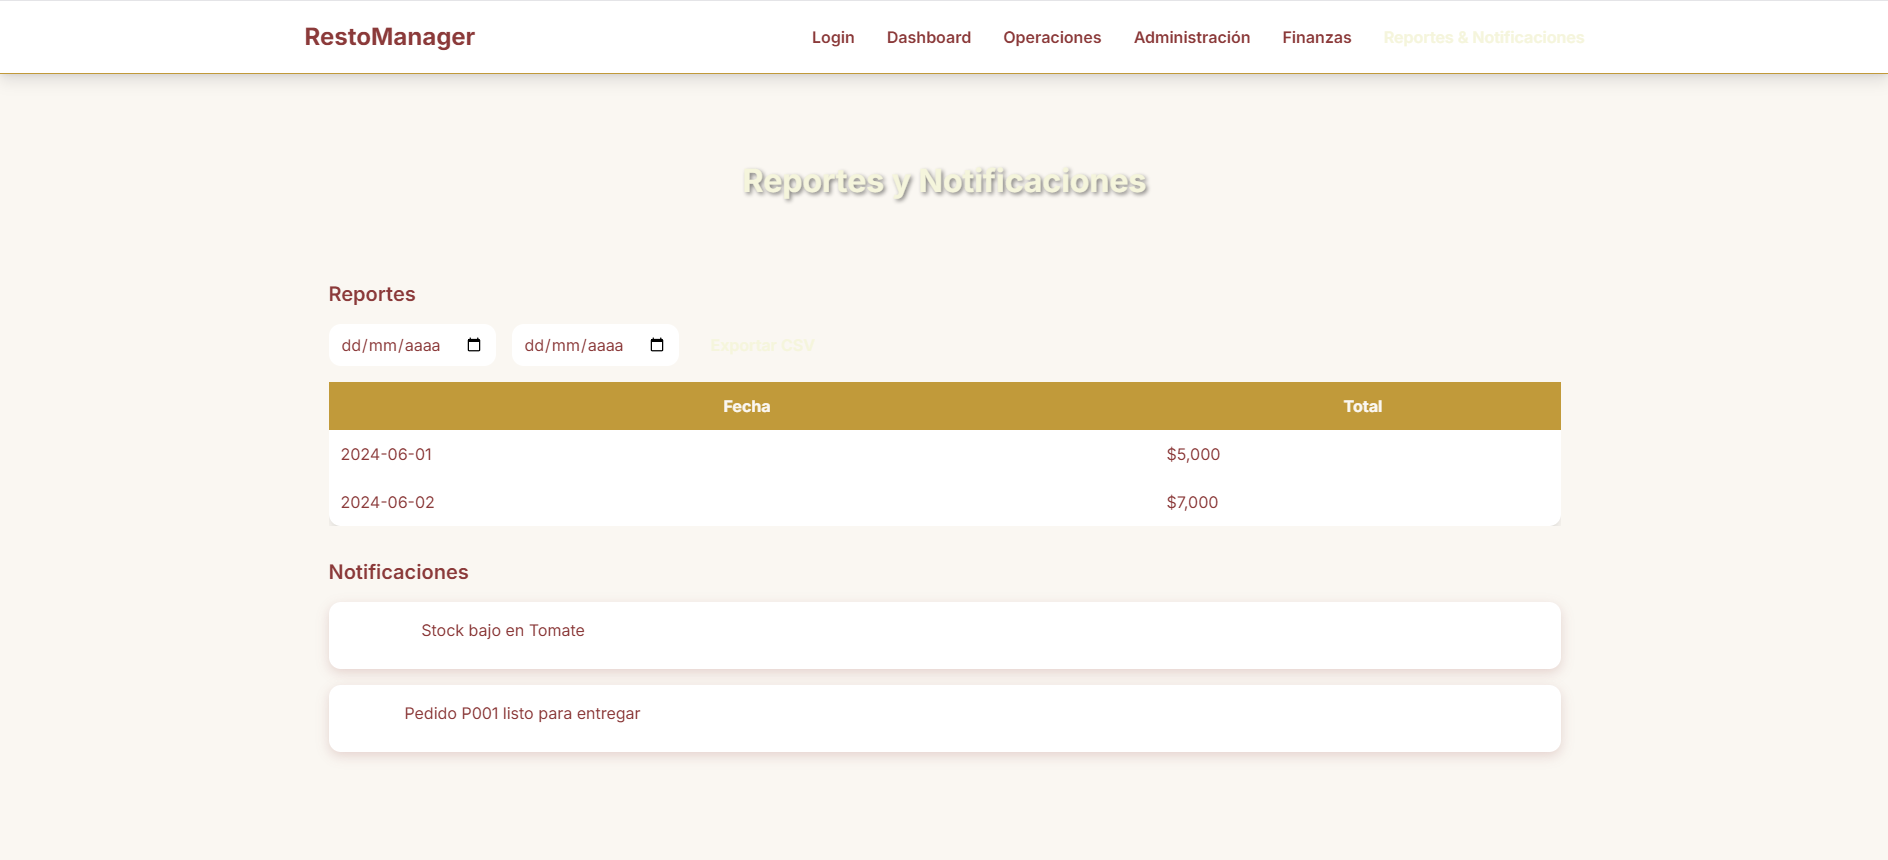 RestoManager
Login Dashboard Operaciones Administración Finanzas Reportes & Notificaciones
Reportes y Notificaciones
Reportes
dd/mm/aaaa dd/mm/aaaa Exportar CSV
Fecha Total
2024-06-01 $5,000
2024-06-02 $7,000
Notificaciones
Stock bajo en Tomate
Pedido P001 listo para entregar